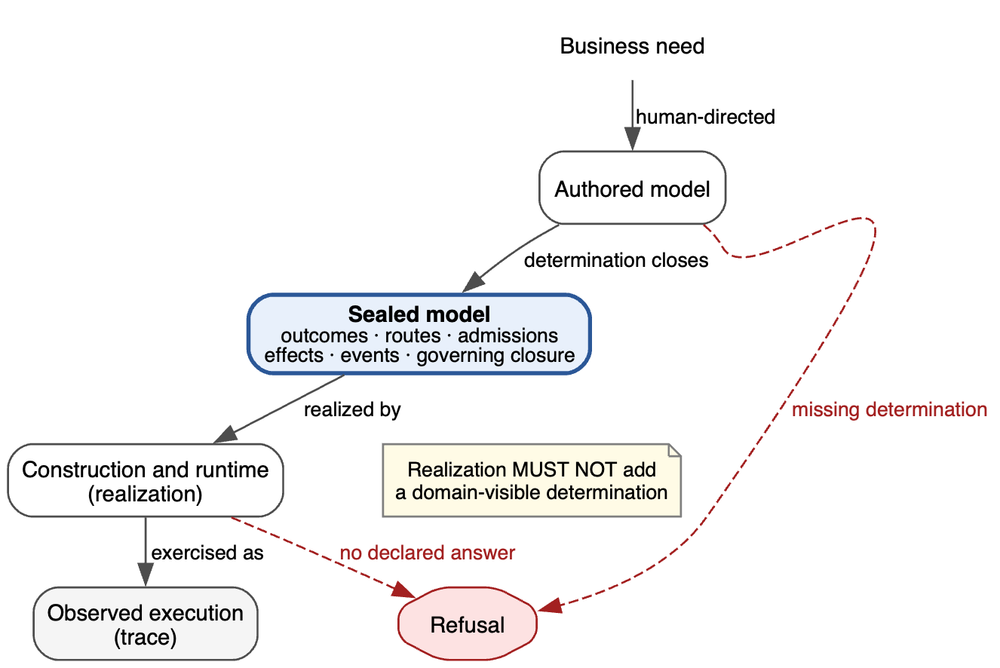 Business need
human-directed
Authored model
determination closes
Sealed model
outcomes · routes · admissions
effects · events · governing closure
realized by
missing determination
Construction and runtime
(realization)
Realization MUST NOT add
a domain-visible determination
exercised as
no declared answer
Observed execution
(trace)
Refusal